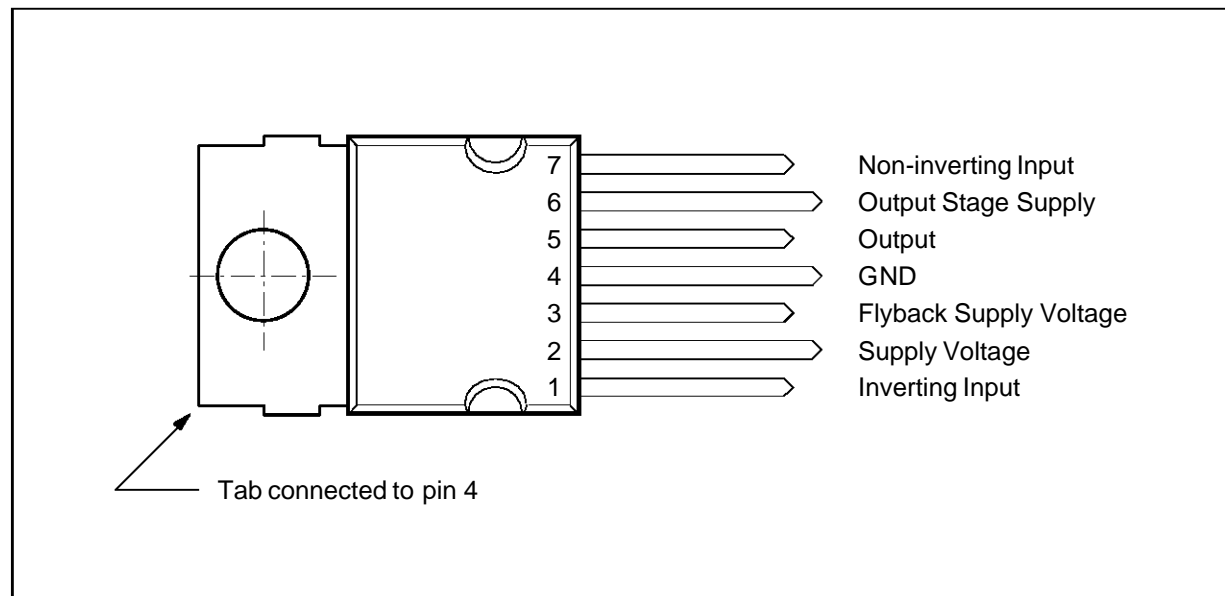 7 Non-inverting Input
6 Output Stage Supply
5 Output
4 GND
3 Flyback Supply Voltage
2 Supply Voltage
1 Inverting Input
Tab connected to pin 4